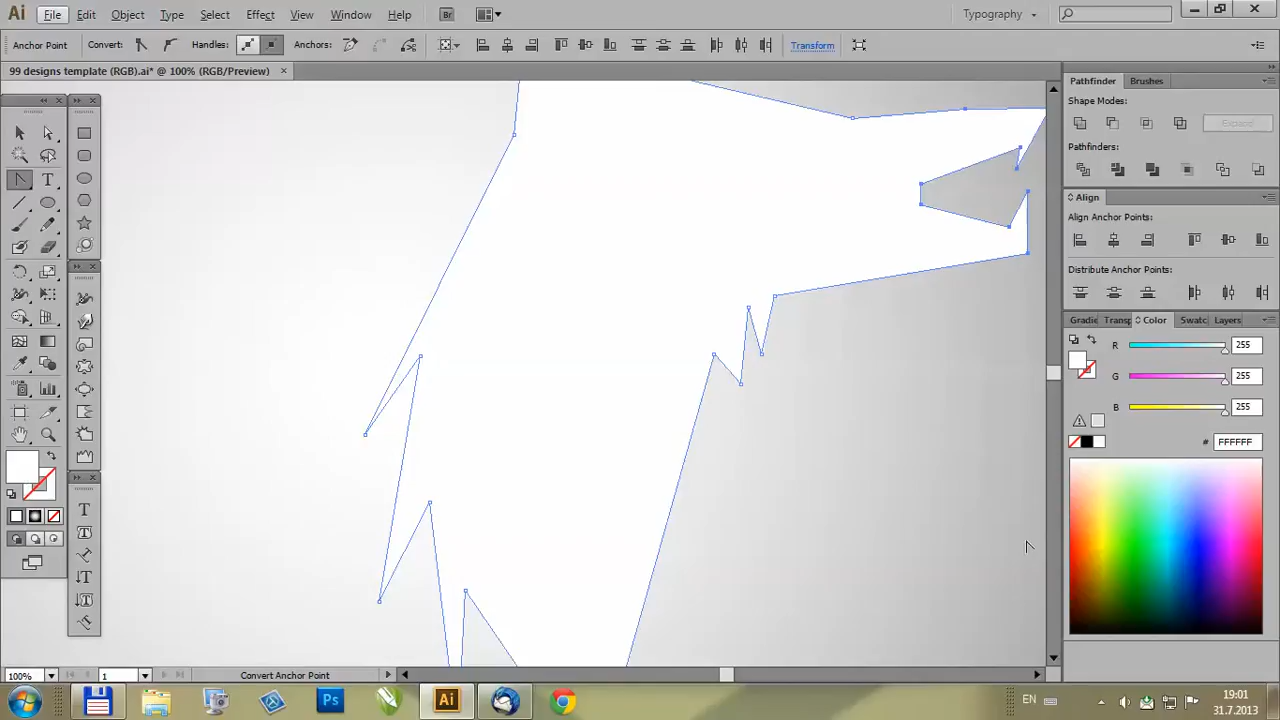 Ai File Edit Object Type Select Effect View Window Help Br Typography
Anchor Point Convert: Handles: Anchors: Transform
99 designs template (RGB).ai* @ 100% (RGB/Preview)
Pathfinder Brushes
Shape Modes:
Expand
Pathfinders:
Align
Align Anchor Points:
Distribute Anchor Points:
Gradie Transp Color Swatc Layers
R 255
G 255
B 255
# FFFFFF
T
T
T
T
T
100% 1 Convert Anchor Point
Ps Ai EN 19:01
31.7.2013